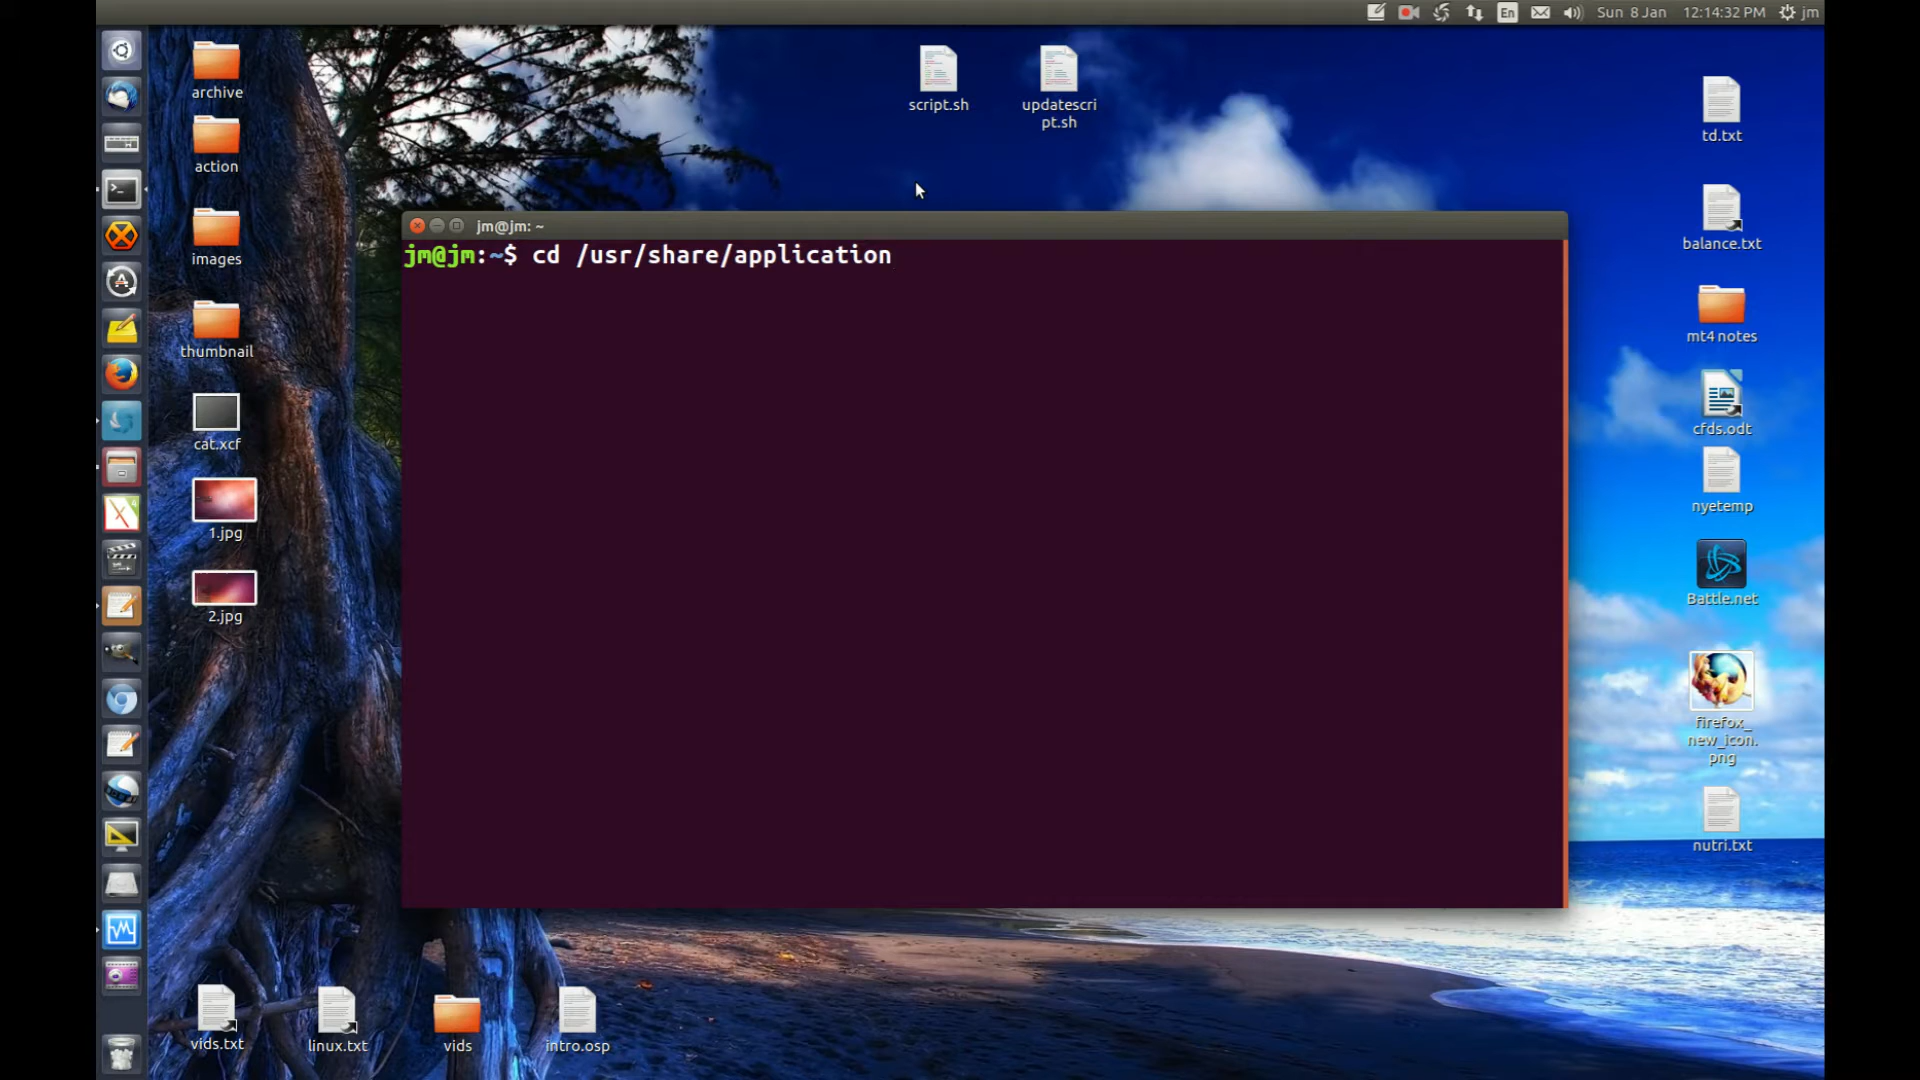 En
Sun 8 Jan
12:14:32 PM
jm
archive
action
images
thumbnail
cat.xcf
1.jpg
2.jpg
script.sh
updatescri
pt.sh
jm@jm: ~
jm@jm:~$ cd /usr/share/application
td.txt
balance.txt
mt4 notes
cfds.odt
nyetemp
Battle.net
firefox_
new_icon.
png
nutri.txt
vids.txt
linux.txt
vids
intro.osp